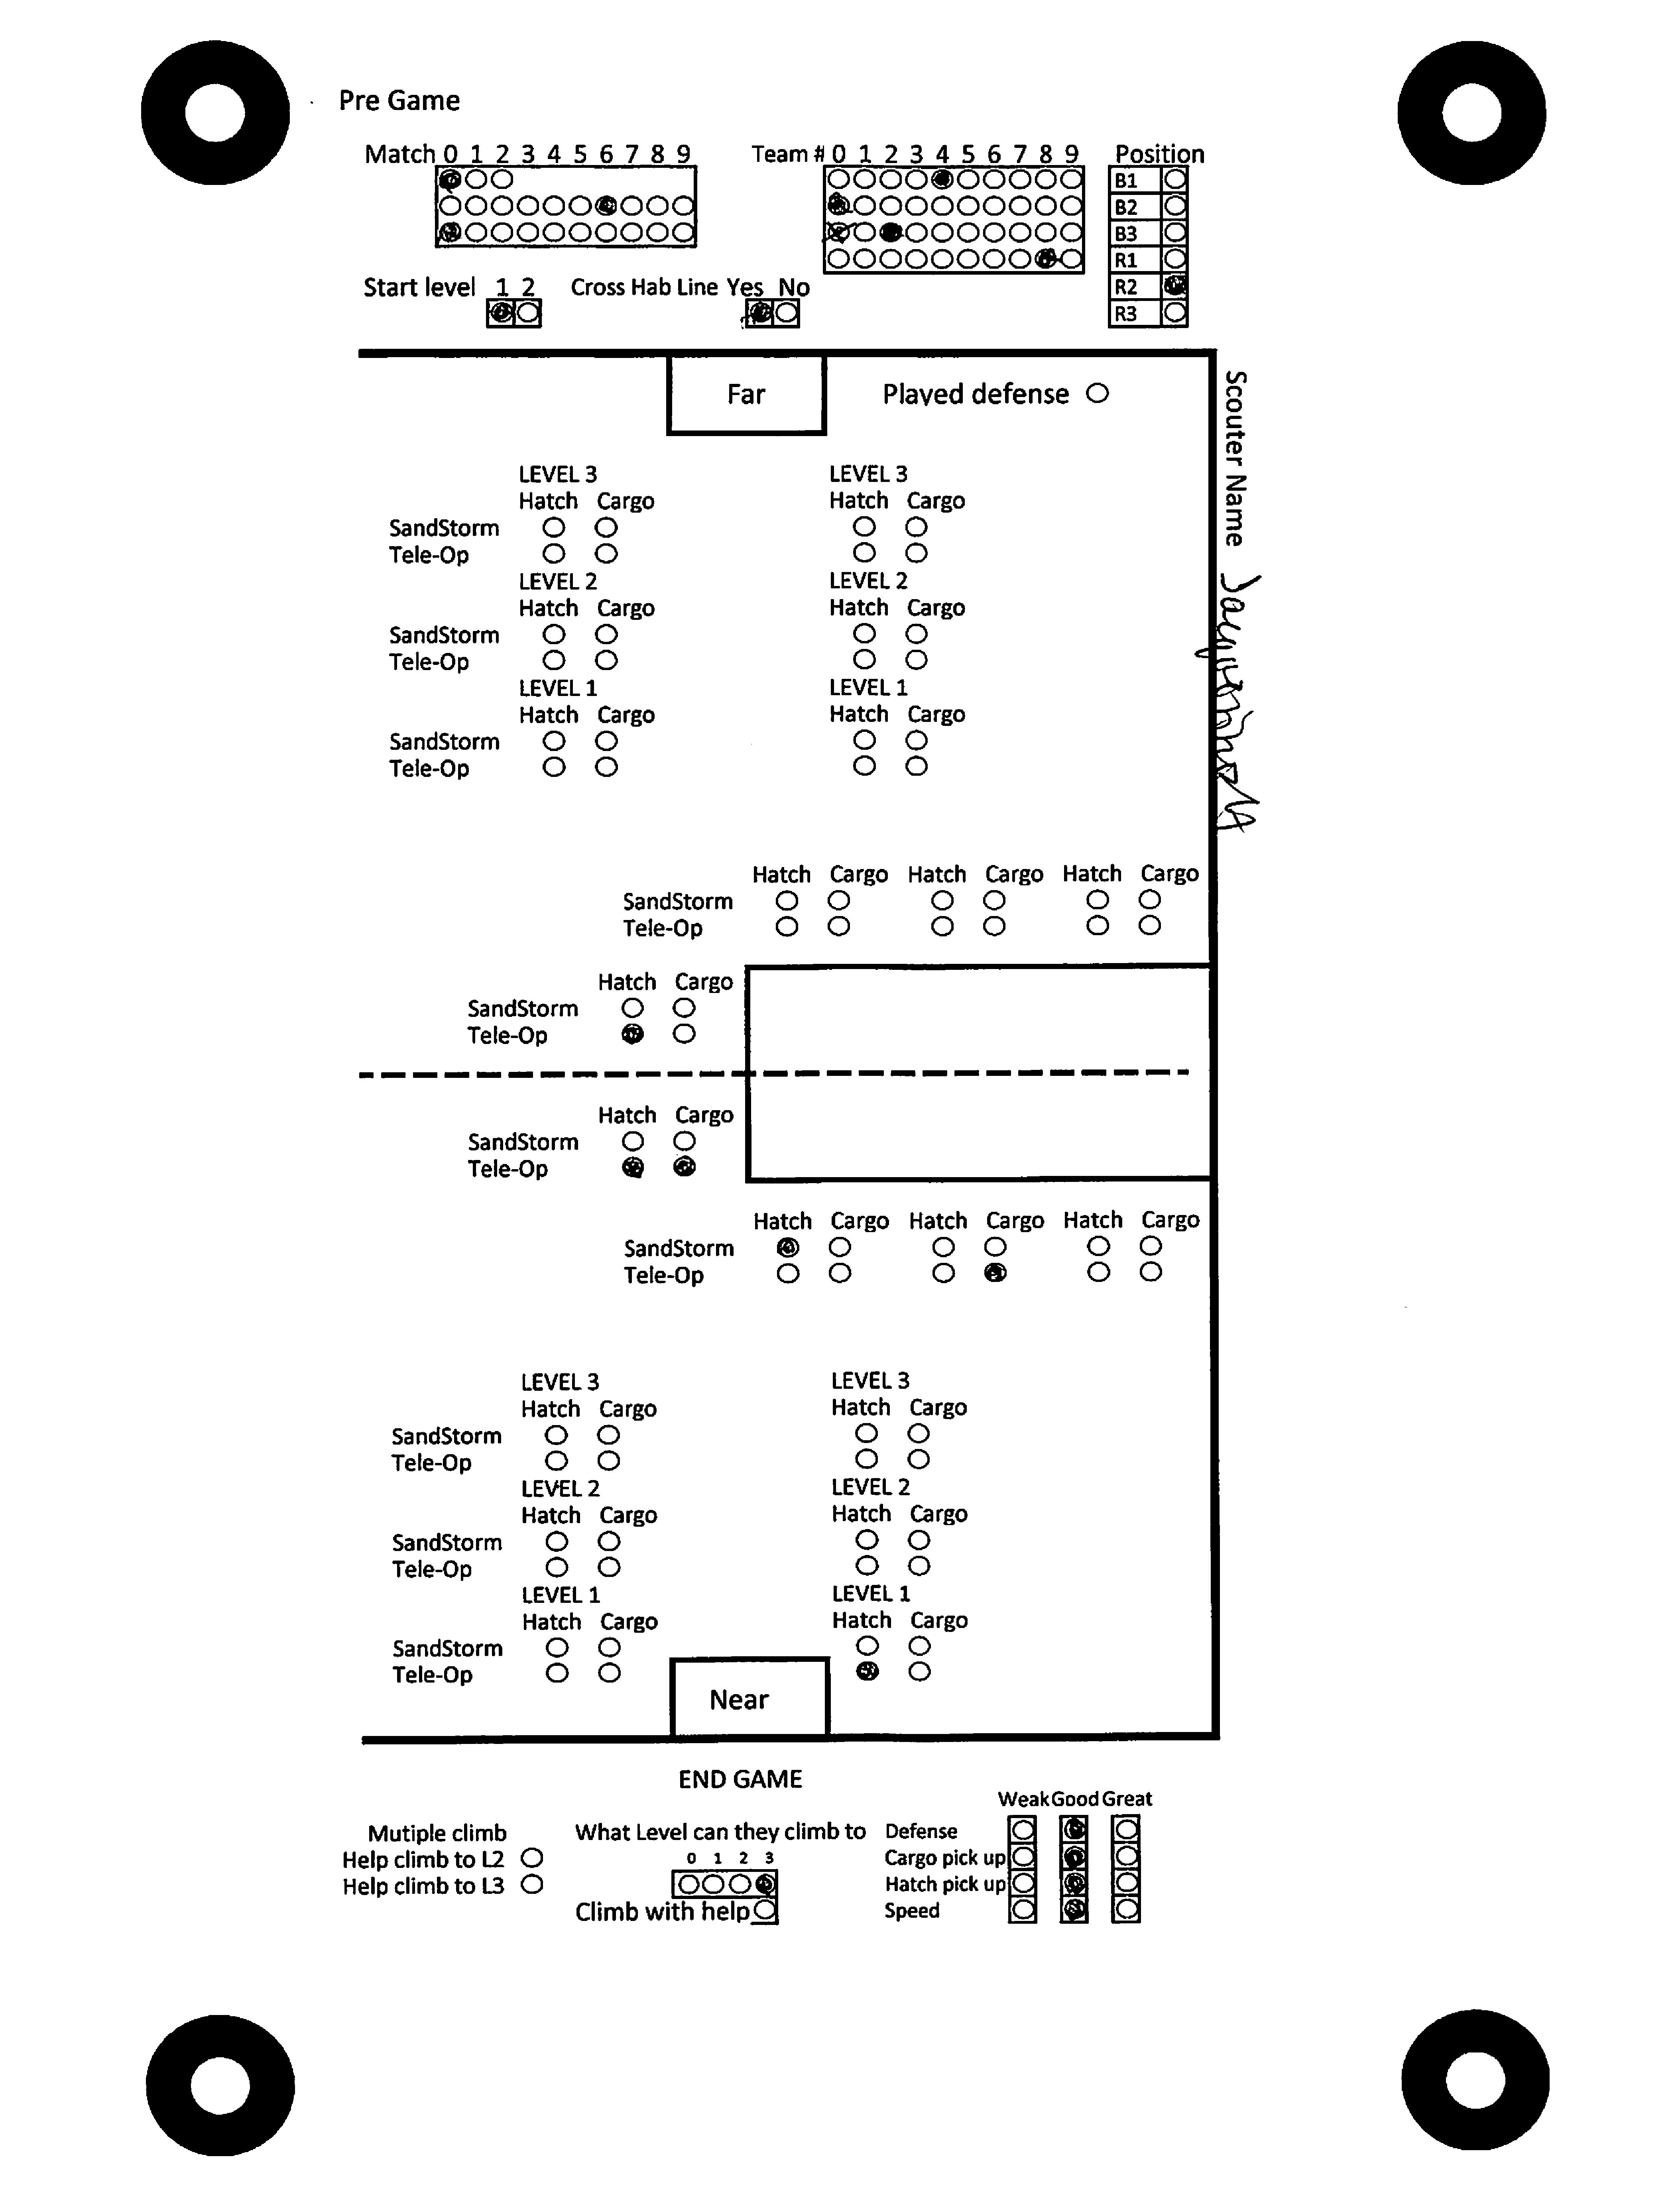 Pre Game
Match 0 1 2 3 4 5 6 7 8 9
Team # 0 1 2 3 4 5 6 7 8 9
Position
B1
B2
B3
R1
R2
R3
Start level 1 2
Cross Hab Line Yes No
Far
Played defense
Scouter Name
LEVEL 3 LEVEL 3
Hatch Cargo Hatch Cargo
SandStorm
Tele-Op
LEVEL 2 LEVEL 2
Hatch Cargo Hatch Cargo
SandStorm
Tele-Op
LEVEL 1 LEVEL 1
Hatch Cargo Hatch Cargo
SandStorm
Tele-Op
Hatch Cargo Hatch Cargo Hatch Cargo
SandStorm
Tele-Op
Hatch Cargo
SandStorm
Tele-Op
Hatch Cargo
SandStorm
Tele-Op
Hatch Cargo Hatch Cargo Hatch Cargo
SandStorm
Tele-Op
LEVEL 3 LEVEL 3
Hatch Cargo Hatch Cargo
SandStorm
Tele-Op
LEVEL 2 LEVEL 2
Hatch Cargo Hatch Cargo
SandStorm
Tele-Op
LEVEL 1 LEVEL 1
Hatch Cargo Hatch Cargo
SandStorm
Tele-Op
Near
END GAME
Mutiple climb
Help climb to L2
Help climb to L3
What Level can they climb to
0 1 2 3
Climb with help
Weak Good Great
Defense
Cargo pick up
Hatch pick up
Speed